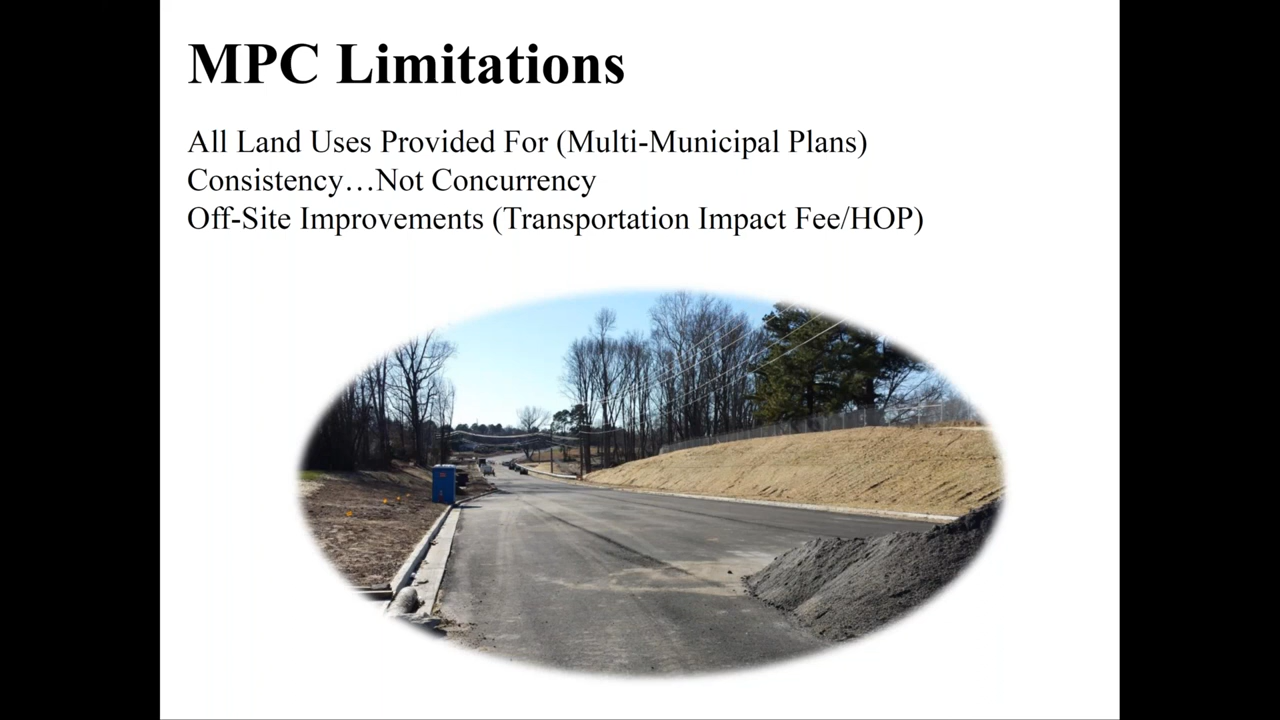 MPC Limitations
All Land Uses Provided For (Multi-Municipal Plans)
Consistency…Not Concurrency
Off-Site Improvements (Transportation Impact Fee/HOP)